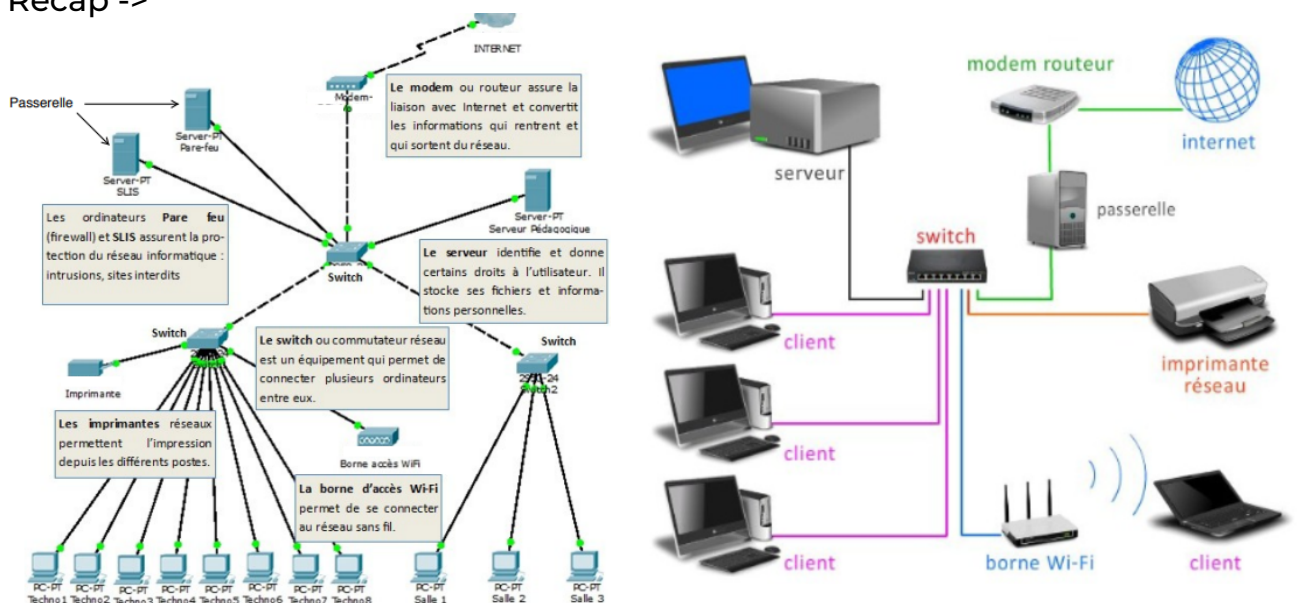 Recap ->
INTERNET
Passerelle
Modem-
Le modem ou routeur assure la
liaison avec Internet et convertit
les informations qui rentrent et
qui sortent du réseau.
Server-PT
Pare-feu
Server-PT
SLIS
Les ordinateurs Pare feu
(firewall) et SLIS assurent la pro-
tection du réseau informatique :
intrusions, sites interdits
Server-PT
Serveur Pédagogique
Switch
Le serveur identifie et donne
certains droits à l'utilisateur. Il
stocke ses fichiers et informa-
tions personnelles.
Switch
Le switch ou commutateur réseau
est un équipement qui permet de
connecter plusieurs ordinateurs
entre eux.
Switch
Imprimante
Les imprimantes réseaux
permettent l'impression
depuis les différents postes.
Borne accès WiFi
La borne d'accès Wi-Fi
permet de se connecter
au réseau sans fil.
PC-PT
Techno1
PC-PT
Techno2
PC-PT
Techno3
PC-PT
Techno4
PC-PT
Techno5
PC-PT
Techno6
PC-PT
Techno7
PC-PT
Techno8
PC-PT
Salle 1
PC-PT
Salle 2
PC-PT
Salle 3
modem routeur
internet
serveur
passerelle
switch
client
imprimante
réseau
client
client
borne Wi-Fi
client